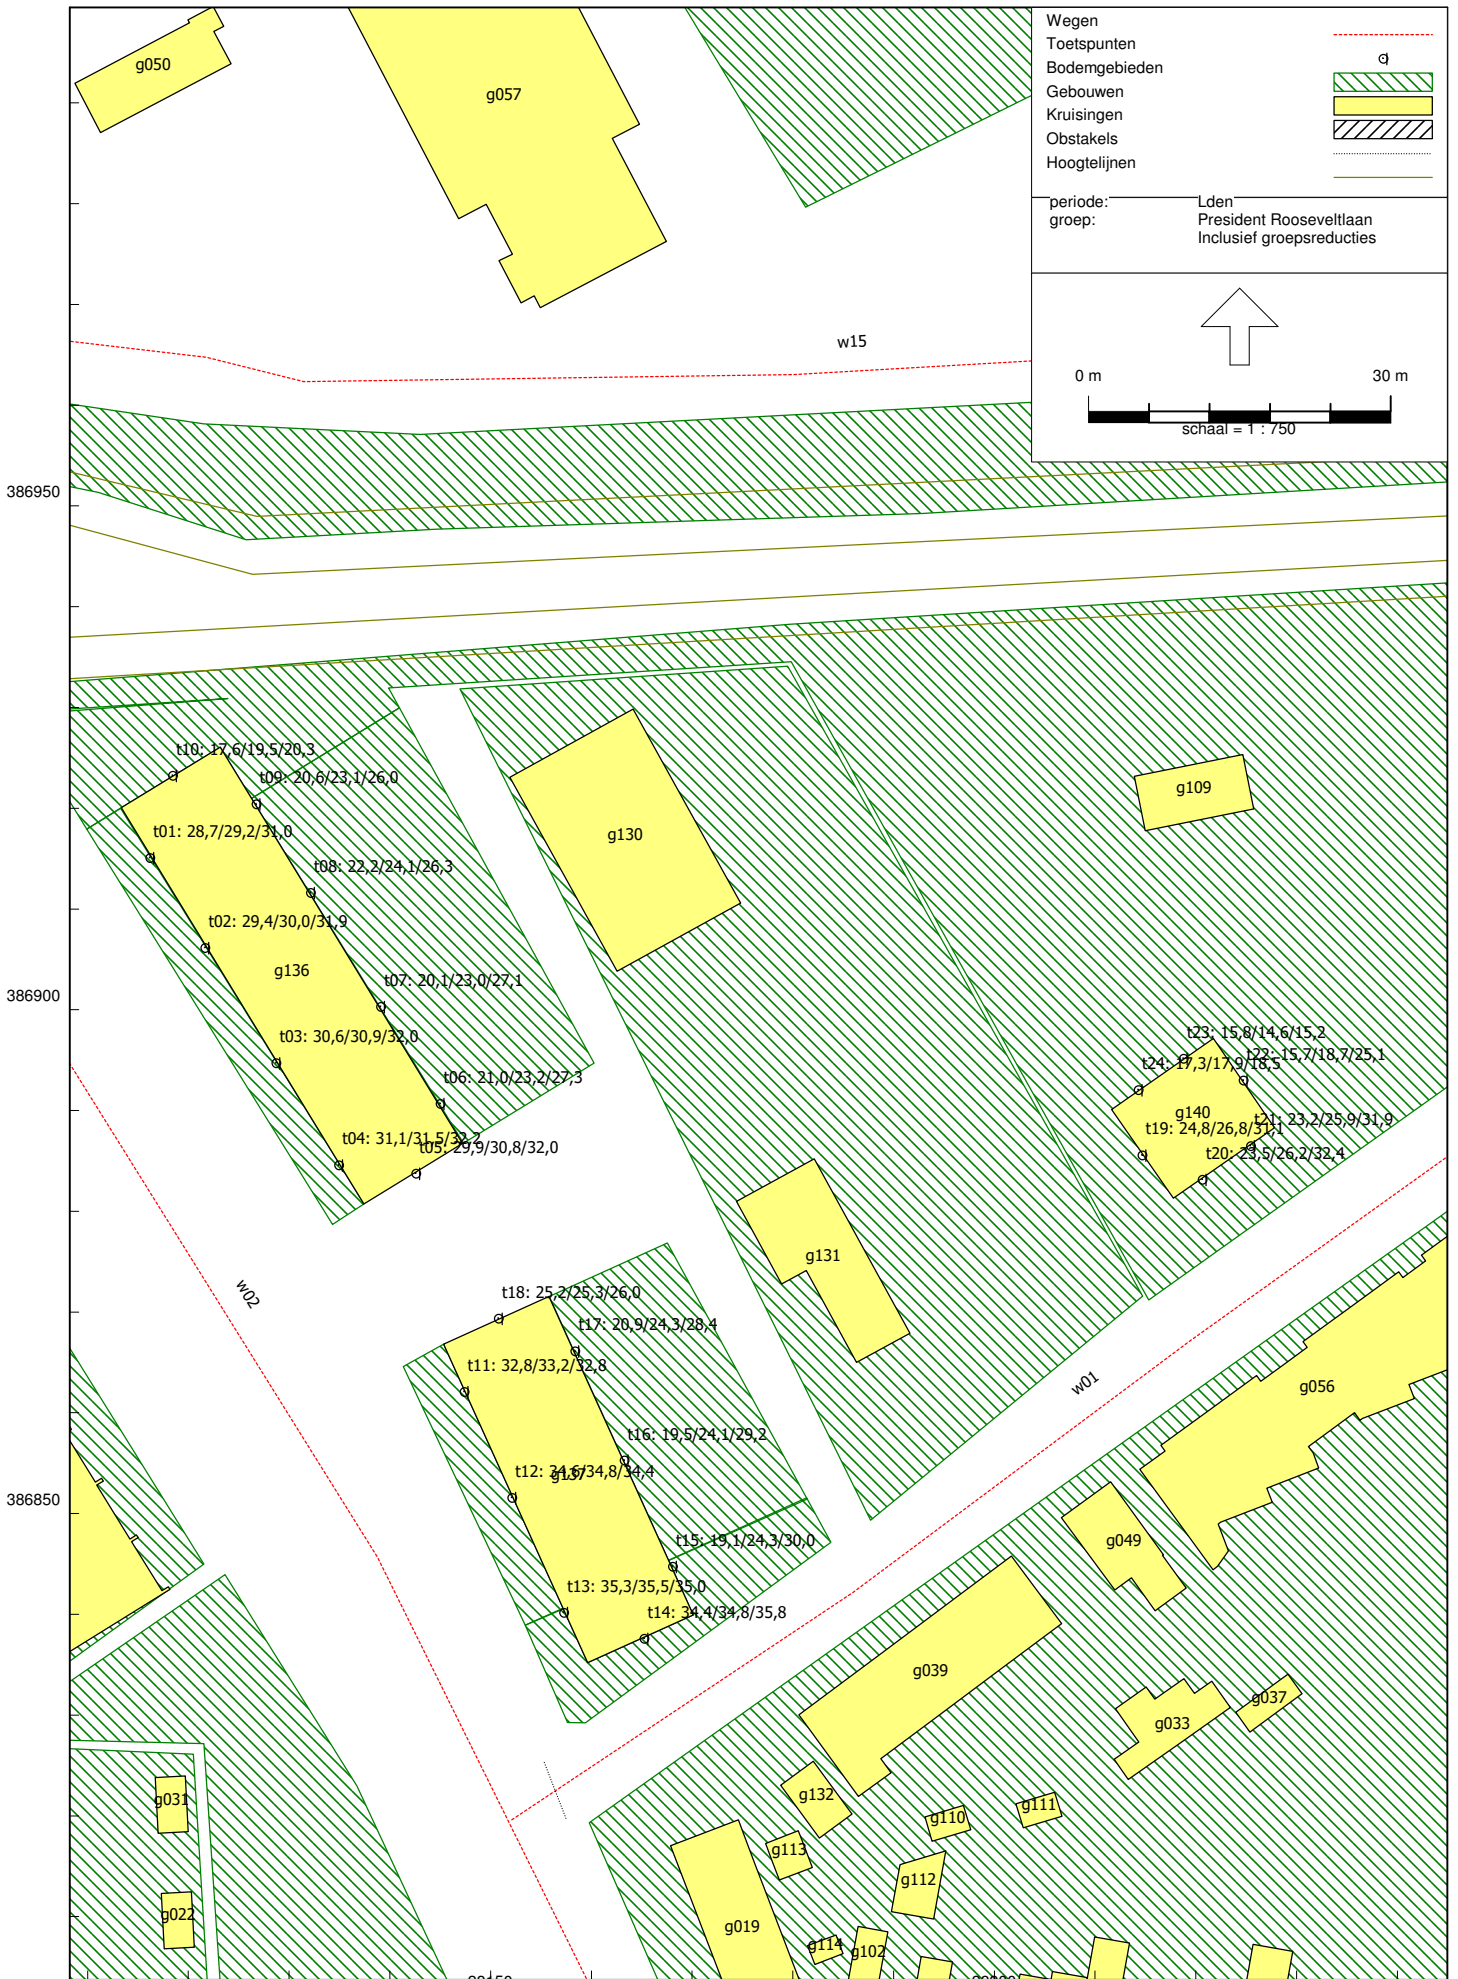 Wegen
Toetspunten
Bodemgebieden
Gebouwen
Kruisingen
Obstakels
Hoogtelijnen
periode: Lden
groep: President Rooseveltlaan
Inclusief groepsreducties
0 m 30 m
schaal = 1 : 750
g050
g057
w15
386950
t10: 17,6/19,5/20,3
t09: 20,6/23,1/26,0
g109
t01: 28,7/29,2/31,0
g130
t08: 22,2/24,1/26,3
t02: 29,4/30,0/31,9
g136
t07: 20,1/23,0/27,1
386900
t03: 30,6/30,9/32,0
t23: 15,8/14,6/15,2
t22: 15,7/18,7/25,1
t24: 17,3/17,9/18,5
t06: 21,0/23,2/27,3
g140
t21: 23,2/25,9/31,9
t19: 24,8/26,8/31,1
t04: 31,1/31,5/32,2
t05: 29,9/30,8/32,0
t20: 23,5/26,2/32,4
g131
w02
t18: 25,2/25,3/26,0
t17: 20,9/24,3/28,4
t11: 32,8/33,2/32,8
w01
g056
t16: 19,5/24,1/29,2
t12: 34,6/34,8/34,4
g137
386850
t15: 19,1/24,3/30,0
g049
t13: 35,3/35,5/35,0
t14: 34,4/34,8/35,8
g039
g037
g033
g132
g031
g111
g110
g113
g112
g022
g019
g114
g102